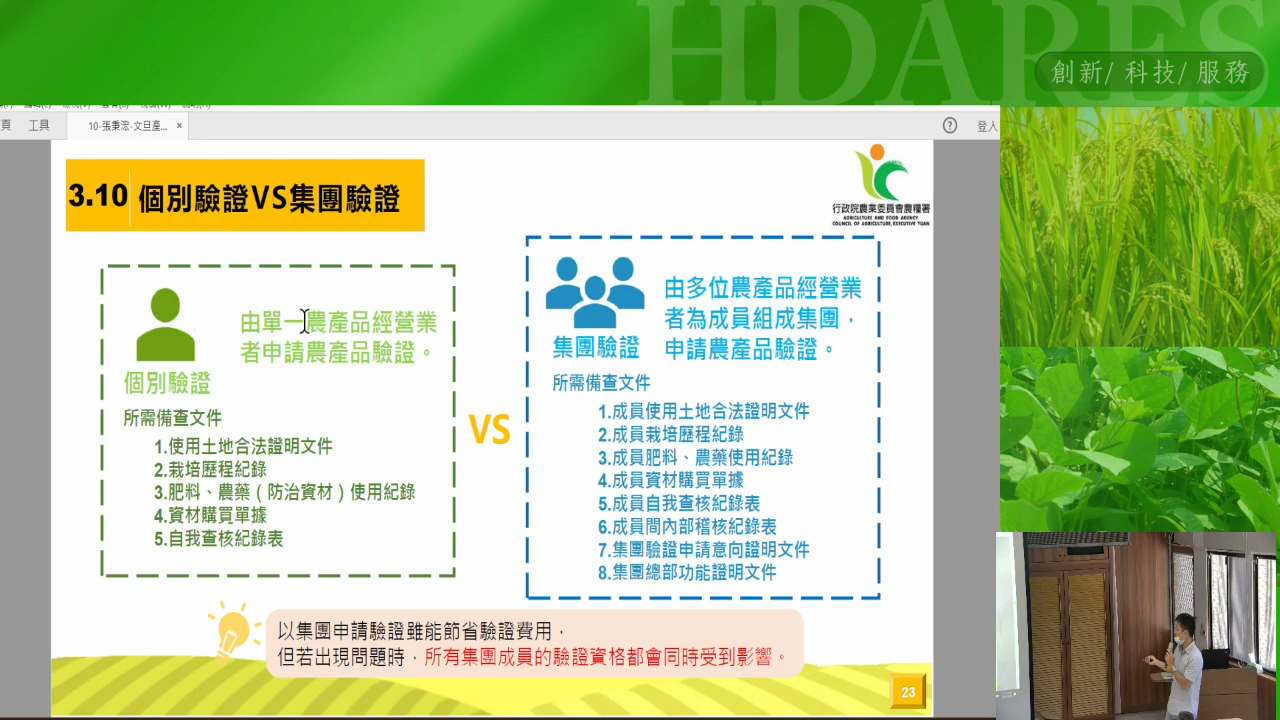 HDARES
創新/ 科技/ 服務
頁 工具 10-張秉浤-文旦產... × ? 登入
3.10 個別驗證VS集團驗證
行政院農業委員會農糧署
AGRICULTURE AND FOOD AGENCY
COUNCIL OF AGRICULTURE, EXECUTIVE YUAN
由單一農產品經營業
者申請農產品驗證。
個別驗證
所需備查文件
1.使用土地合法證明文件
2.栽培歷程紀錄
3.肥料、農藥(防治資材)使用紀錄
4.資材購買單據
5.自我查核紀錄表
VS
由多位農產品經營業
者為成員組成集團，
申請農產品驗證。
集團驗證
所需備查文件
1.成員使用土地合法證明文件
2.成員栽培歷程紀錄
3.成員肥料、農藥使用紀錄
4.成員資材購買單據
5.成員自我查核紀錄表
6.成員間內部稽核紀錄表
7.集團驗證申請意向證明文件
8.集團總部功能證明文件
以集團申請驗證雖能節省驗證費用，
但若出現問題時，所有集團成員的驗證資格都會同時受到影響。
23